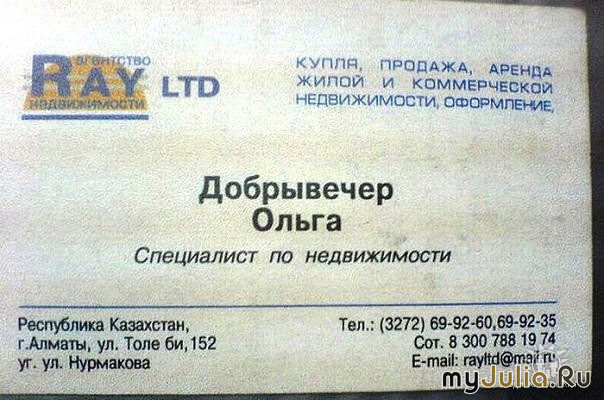 агентство
RAY LTD
недвижимости
КУПЛЯ, ПРОДАЖА, АРЕНДА
ЖИЛОЙ И КОММЕРЧЕСКОЙ
НЕДВИЖИМОСТИ, ОФОРМЛЕНИЕ,
Добрывечер
Ольга
Специалист по недвижимости
Республика Казахстан,
г.Алматы, ул. Толе би,152
уг. ул. Нурмакова
Тел.: (3272) 69-92-60,69-92-35
Сот. 8 300 788 19 74
E-mail: rayltd@mail.ru
myJulia.Ru